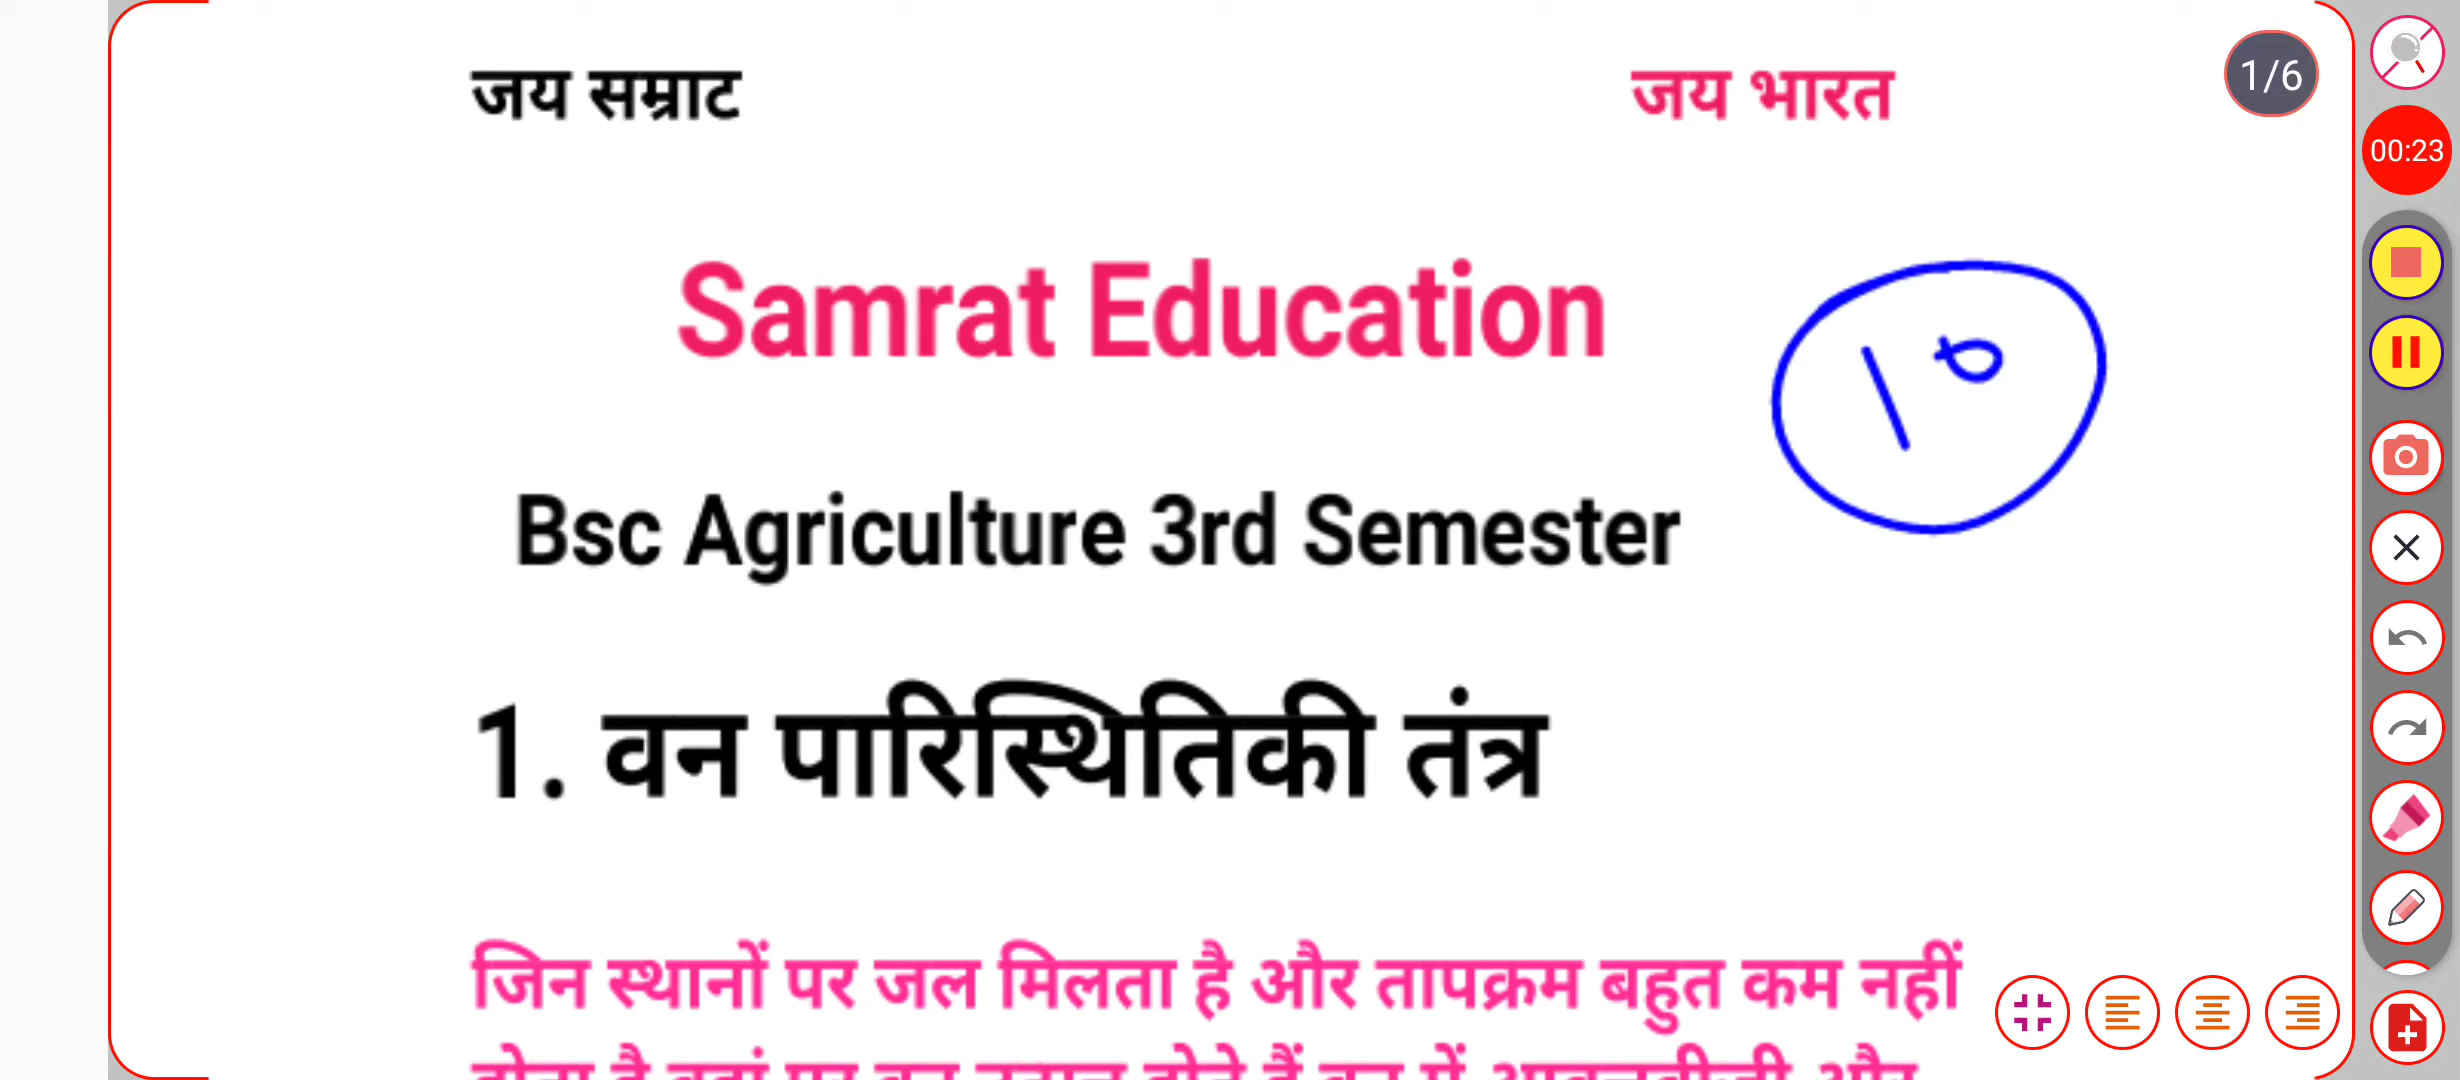 जय सम्राट जय भारत
1/6
00:23
Samrat Education
10
Bsc Agriculture 3rd Semester
1. वन पारिस्थितिकी तंत्र
जिन स्थानों पर जल मिलता है और तापक्रम बहुत कम नहीं